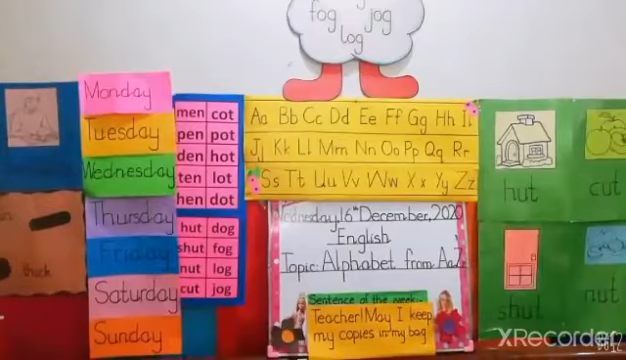 fog jog
log
Monday
Tuesday
Wednesday
Thursday
Friday
Saturday
Sunday
men cot
pen pot
den hot
ten lot
hen dot
hut dog
shut fog
nut log
cut jog
Aa Bb Cc Dd Ee Ff Gg Hh Ii
Jj Kk Ll Mm Nn Oo Pp Qq Rr
Ss Tt Uu Vv Ww Xx Yy Zz
Wednesday 16th December, 2020
English
Topic: Alphabet from Aa-Zz
Sentence of the week:-
Teacher! May I keep
my copies in my bag
hut
cut
shut
nut
thick
XRecorder